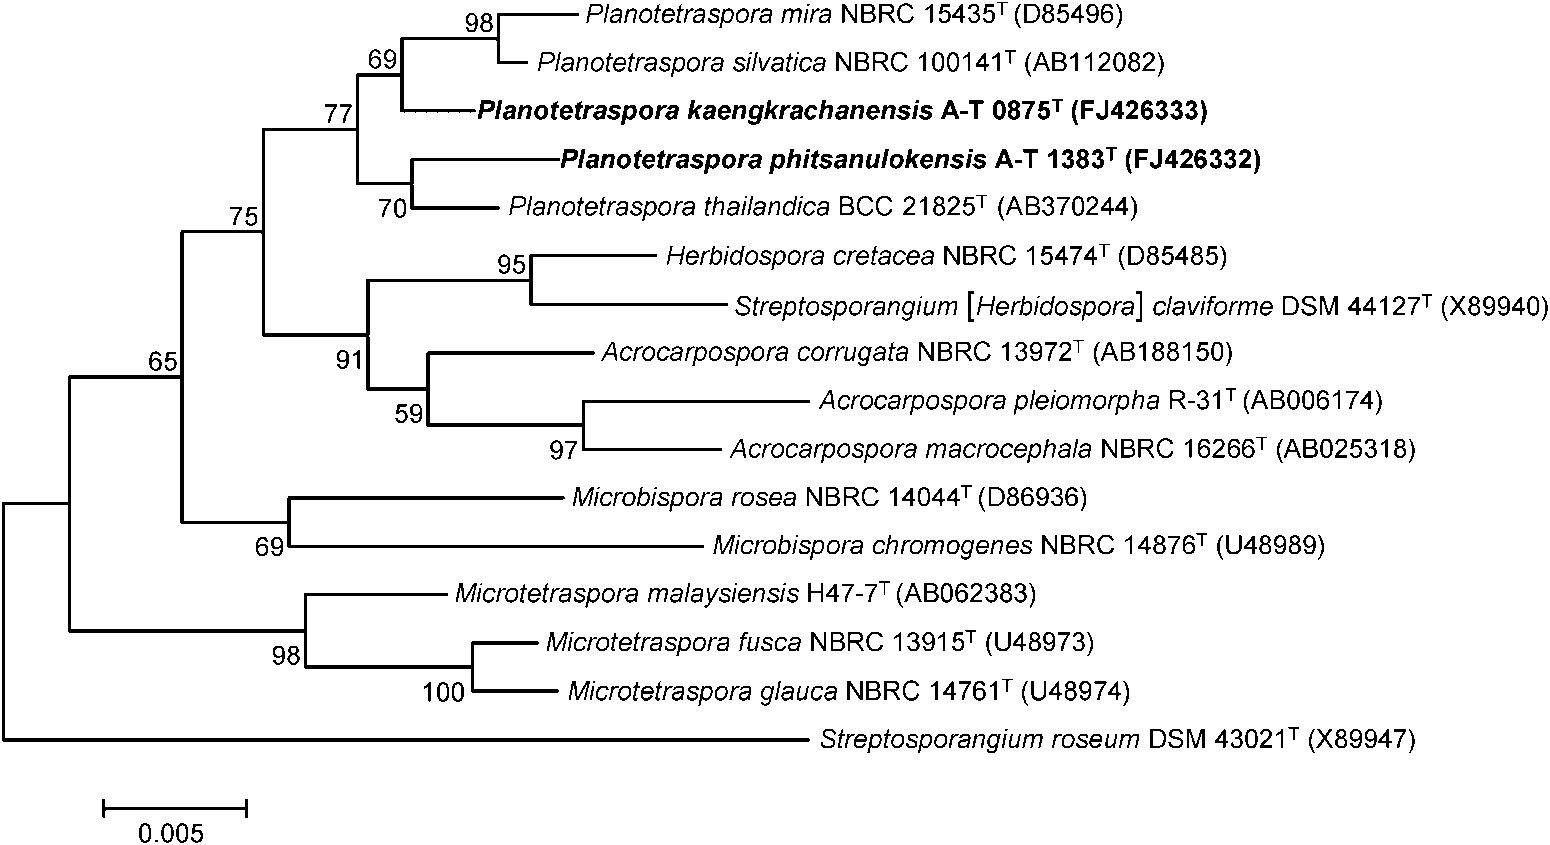 98
Planotetraspora mira NBRC 15435ᵀ (D85496)
69
Planotetraspora silvatica NBRC 100141ᵀ (AB112082)
77
Planotetraspora kaengkrachanensis A-T 0875ᵀ (FJ426333)
Planotetraspora phitsanulokensis A-T 1383ᵀ (FJ426332)
75
70
Planotetraspora thailandica BCC 21825ᵀ (AB370244)
95
Herbidospora cretacea NBRC 15474ᵀ (D85485)
Streptosporangium [Herbidospora] claviforme DSM 44127ᵀ (X89940)
65
91
Acrocarpospora corrugata NBRC 13972ᵀ (AB188150)
59
Acrocarpospora pleiomorpha R-31ᵀ (AB006174)
97
Acrocarpospora macrocephala NBRC 16266ᵀ (AB025318)
Microbispora rosea NBRC 14044ᵀ (D86936)
69
Microbispora chromogenes NBRC 14876ᵀ (U48989)
Microtetraspora malaysiensis H47-7ᵀ (AB062383)
98
Microtetraspora fusca NBRC 13915ᵀ (U48973)
100
Microtetraspora glauca NBRC 14761ᵀ (U48974)
Streptosporangium roseum DSM 43021ᵀ (X89947)
0.005